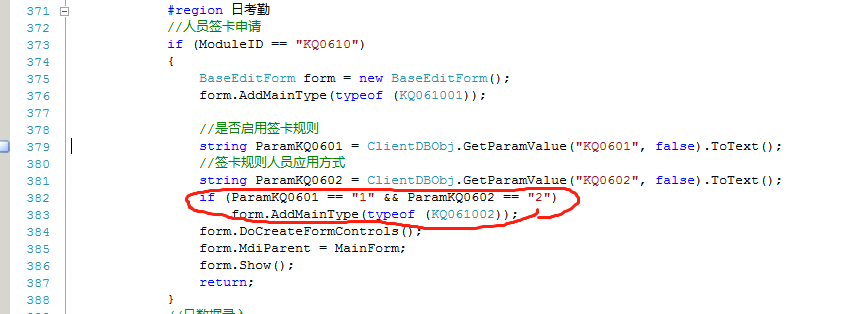 371 #region 日考勤
372 //人员签卡申请
373 if (ModuleID == "KQ0610")
374 {
375 BaseEditForm form = new BaseEditForm();
376 form.AddMainType(typeof (KQ061001));
377
378 //是否启用签卡规则
379 string ParamKQ0601 = ClientDBObj.GetParamValue("KQ0601", false).ToText();
380 //签卡规则人员应用方式
381 string ParamKQ0602 = ClientDBObj.GetParamValue("KQ0602", false).ToText();
382 if (ParamKQ0601 == "1" && ParamKQ0602 == "2")
383 form.AddMainType(typeof (KQ061002));
384 form.DoCreateFormControls();
385 form.MdiParent = MainForm;
386 form.Show();
387 return;
388 }